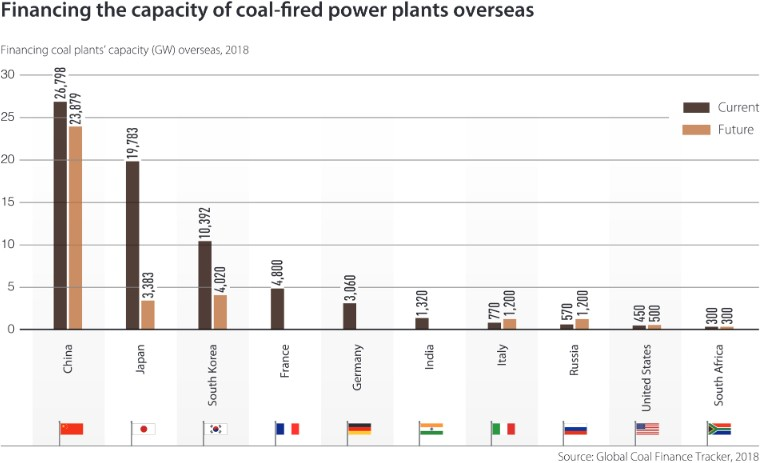 Financing the capacity of coal-fired power plants overseas
Financing coal plants' capacity (GW) overseas, 2018
30
25
20
15
10
5
0
Current
Future
26,798
23,879
19,783
3,383
10,392
4,020
4,800
3,060
1,320
770
1,200
570
1,200
450
500
300
300
China
Japan
South Korea
France
Germany
India
Italy
Russia
United States
South Africa
Source: Global Coal Finance Tracker, 2018